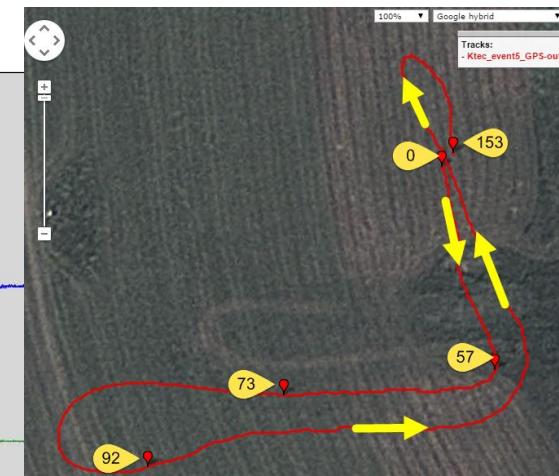 100% ▼ Google hybrid ▼
Tracks:
- Ktec_event5_GPS-ou
0
153
57
73
92